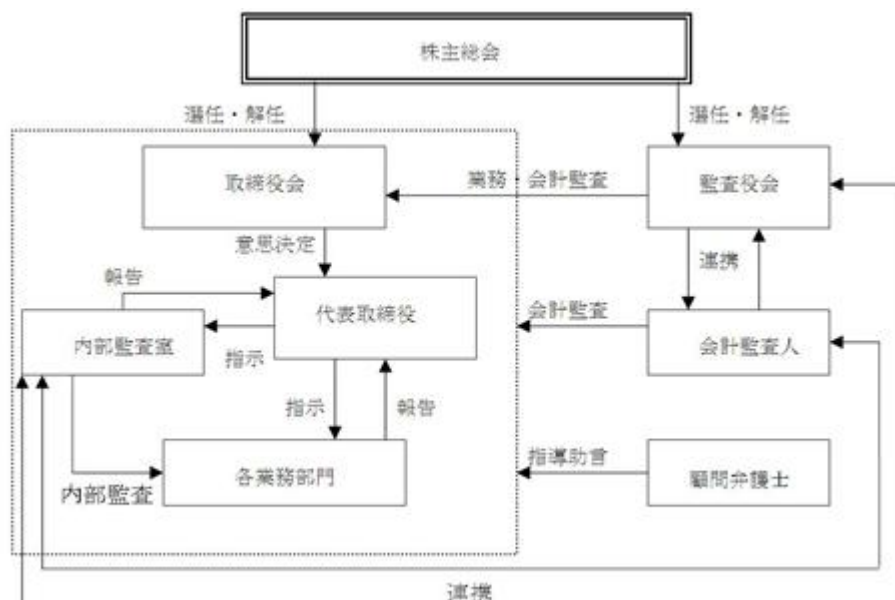 株主総会
選任・解任
選任・解任
取締役会
業務・会計監査
監査役会
意思決定
連携
報告
代表取締役
会計監査
内部監査室
会計監査人
指示
指示
報告
指導助言
各業務部門
顧問弁護士
内部監査
連携